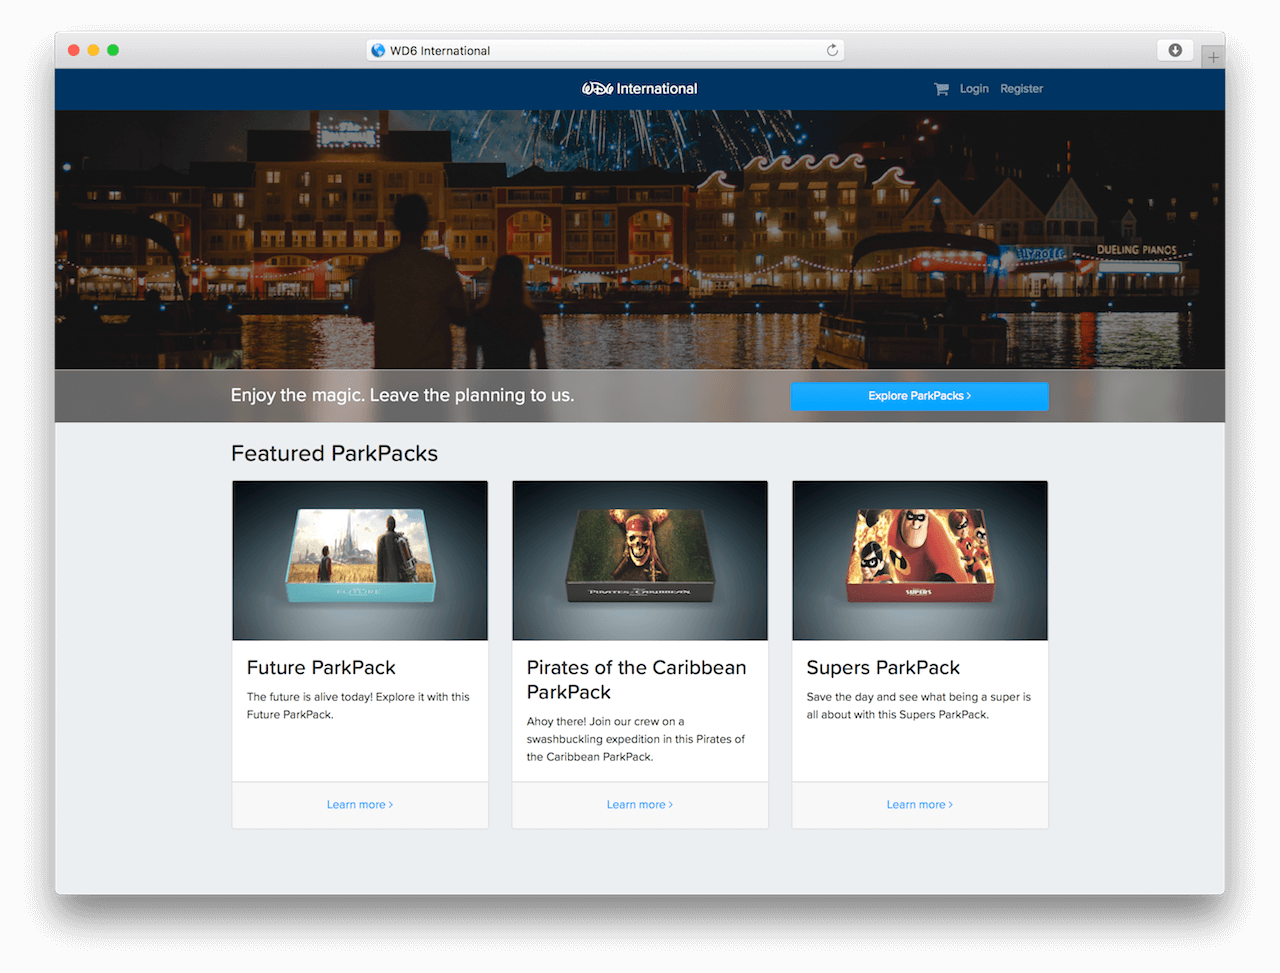 WD6 International
WD6 International
Login Register
DUELING PIANOS
Enjoy the magic. Leave the planning to us.
Explore ParkPacks ›
Featured ParkPacks
FUTURE
PIRATES of the CARIBBEAN
SUPERS
Future ParkPack
The future is alive today! Explore it with this
Future ParkPack.
Pirates of the Caribbean
ParkPack
Ahoy there! Join our crew on a
swashbuckling expedition in this Pirates of
the Caribbean ParkPack.
Supers ParkPack
Save the day and see what being a super is
all about with this Supers ParkPack.
Learn more ›
Learn more ›
Learn more ›